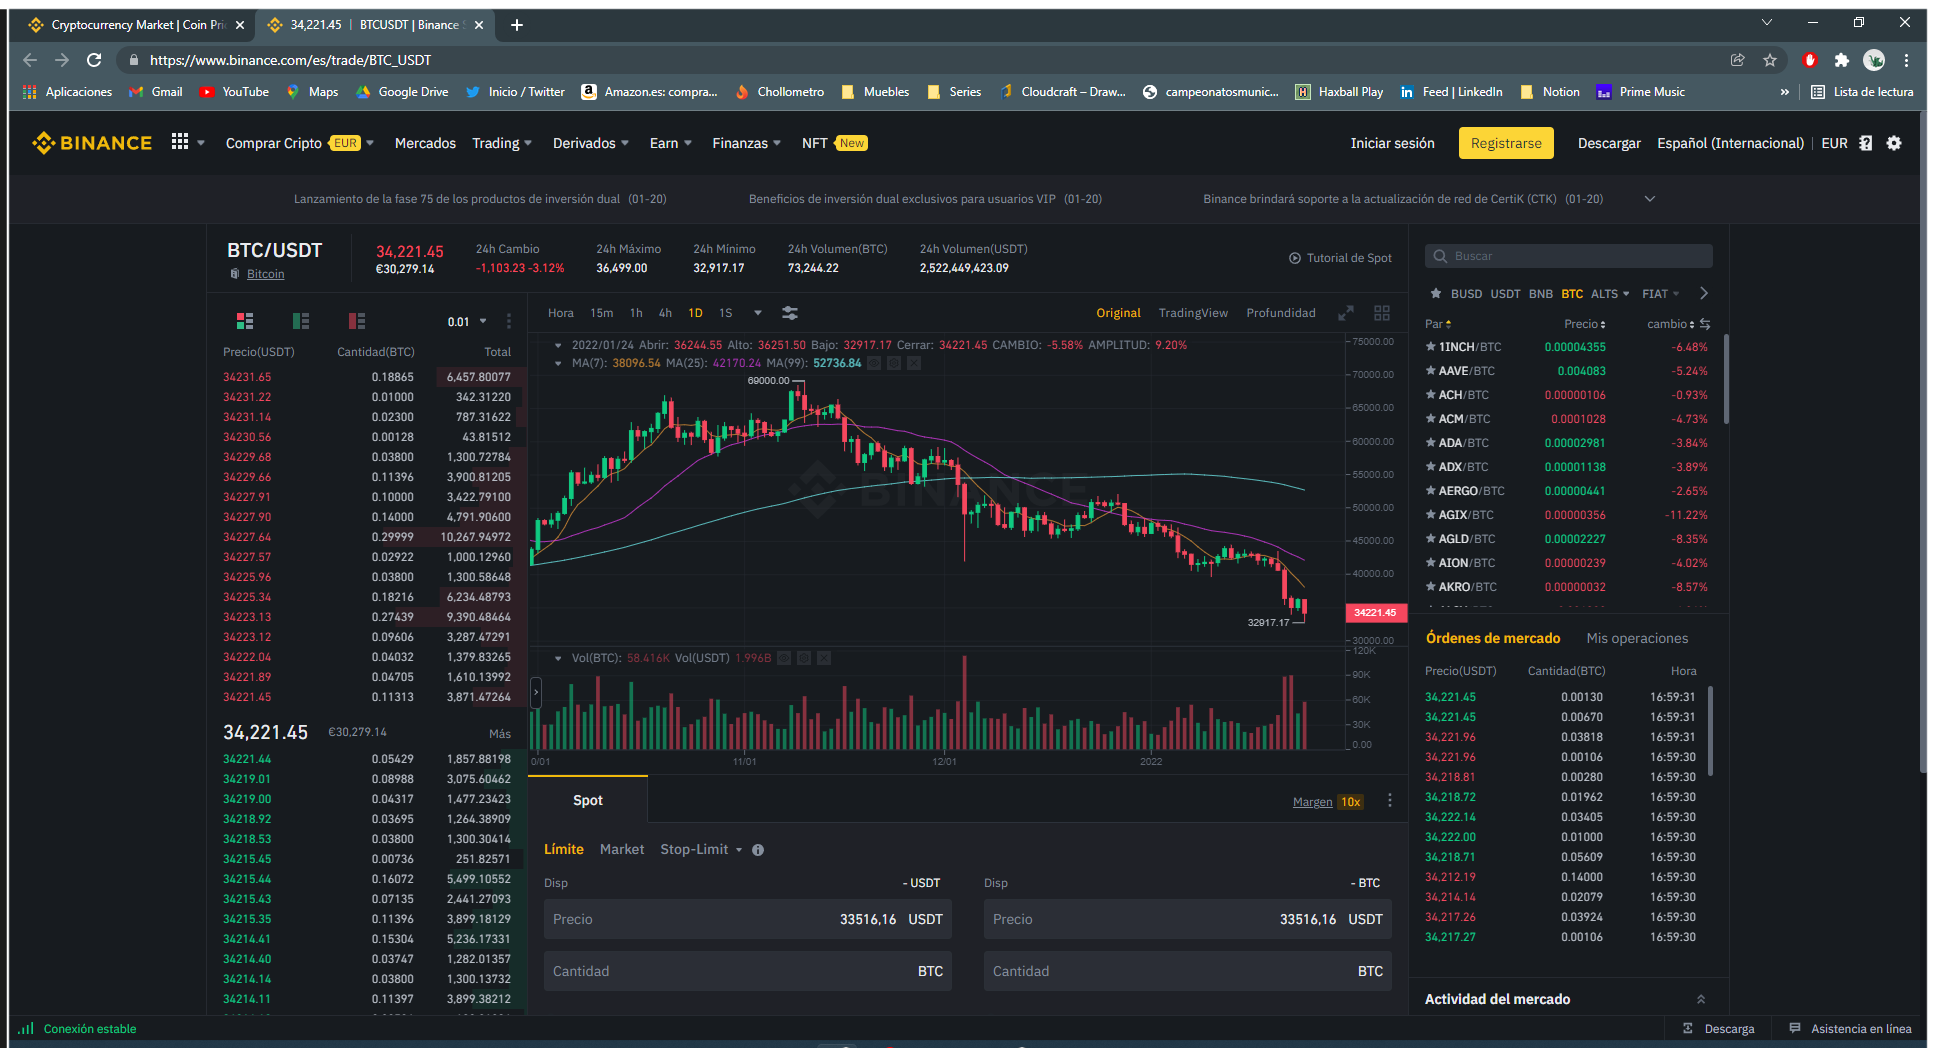 Cryptocurrency Market | Coin Pri
34,221.45 | BTCUSDT | Binance S
https://www.binance.com/es/trade/BTC_USDT
Aplicaciones Gmail YouTube Maps Google Drive Inicio / Twitter Amazon.es: compra... Chollometro Muebles Series Cloudcraft – Draw... campeonatosmunic... Haxball Play Feed | LinkedIn Notion Prime Music » Lista de lectura
BINANCE Comprar Cripto EUR Mercados Trading Derivados Earn Finanzas NFT New Iniciar sesión Registrarse Descargar Español (Internacional) EUR
Lanzamiento de la fase 75 de los productos de inversión dual (01-20) Beneficios de inversión dual exclusivos para usuarios VIP (01-20) Binance brindará soporte a la actualización de red de CertiK (CTK) (01-20)
BTC/USDT
Bitcoin
34,221.45
€30,279.14
24h Cambio
-1,103.23 -3.12%
24h Máximo
36,499.00
24h Mínimo
32,917.17
24h Volumen(BTC)
73,244.22
24h Volumen(USDT)
2,522,449,423.09
Tutorial de Spot
0.01
Precio(USDT) Cantidad(BTC) Total
34231.65 0.18865 6,457.80077
34231.22 0.01000 342.31220
34231.14 0.02300 787.31622
34230.56 0.00128 43.81512
34229.68 0.03800 1,300.72784
34229.66 0.11396 3,900.81205
34227.91 0.10000 3,422.79100
34227.90 0.14000 4,791.90600
34227.64 0.29999 10,267.94972
34227.57 0.02922 1,000.12960
34225.96 0.03800 1,300.58648
34225.34 0.18216 6,234.48793
34223.13 0.27439 9,390.48464
34223.12 0.09606 3,287.47291
34222.04 0.04032 1,379.83265
34221.89 0.04705 1,610.13992
34221.45 0.11313 3,871.47264
34,221.45 €30,279.14 Más
34221.44 0.05429 1,857.88198
34219.01 0.08988 3,075.60462
34219.00 0.04317 1,477.23423
34218.92 0.03695 1,264.38909
34218.53 0.03800 1,300.30414
34215.45 0.00736 251.82571
34215.44 0.16072 5,499.10552
34215.43 0.07135 2,441.27093
34215.35 0.11396 3,899.18129
34214.41 0.15304 5,236.17331
34214.40 0.03747 1,282.01357
34214.14 0.03800 1,300.13732
34214.11 0.11397 3,899.38212
Hora 15m 1h 4h 1D 1S Original TradingView Profundidad
2022/01/24 Abrir: 36244.55 Alto: 36251.50 Bajo: 32917.17 Cerrar: 34221.45 CAMBIO: -5.58% AMPLITUD: 9.20%
MA(7): 38096.54 MA(25): 42170.24 MA(99): 52736.84
69000.00
BINANCE
32917.17
75000.00
70000.00
65000.00
60000.00
55000.00
50000.00
45000.00
40000.00
34221.45
30000.00
Vol(BTC): 58.416K Vol(USDT) 1.996B
120K
90K
60K
30K
0.00
0/01 11/01 12/01 2022
Spot Margen 10x
Límite Market Stop-Limit
Disp - USDT
Precio 33516,16 USDT
Cantidad BTC
Disp - BTC
Precio 33516,16 USDT
Cantidad BTC
Buscar
BUSD USDT BNB BTC ALTS FIAT
Par Precio cambio
1INCH/BTC 0.00004355 -6.48%
AAVE/BTC 0.004083 -5.24%
ACH/BTC 0.00000106 -0.93%
ACM/BTC 0.0001028 -4.73%
ADA/BTC 0.00002981 -3.84%
ADX/BTC 0.00001138 -3.89%
AERGO/BTC 0.00000441 -2.65%
AGIX/BTC 0.00000356 -11.22%
AGLD/BTC 0.00002227 -8.35%
AION/BTC 0.00000239 -4.02%
AKRO/BTC 0.00000032 -8.57%
Órdenes de mercado Mis operaciones
Precio(USDT) Cantidad(BTC) Hora
34,221.45 0.00130 16:59:31
34,221.45 0.00670 16:59:31
34,221.96 0.03818 16:59:31
34,221.96 0.00106 16:59:30
34,218.81 0.00280 16:59:30
34,218.72 0.01962 16:59:30
34,222.14 0.03405 16:59:30
34,222.00 0.01000 16:59:30
34,218.71 0.05609 16:59:30
34,212.19 0.14000 16:59:30
34,214.14 0.02079 16:59:30
34,217.26 0.03924 16:59:30
34,217.27 0.00106 16:59:30
Actividad del mercado
Conexión estable Descarga Asistencia en línea